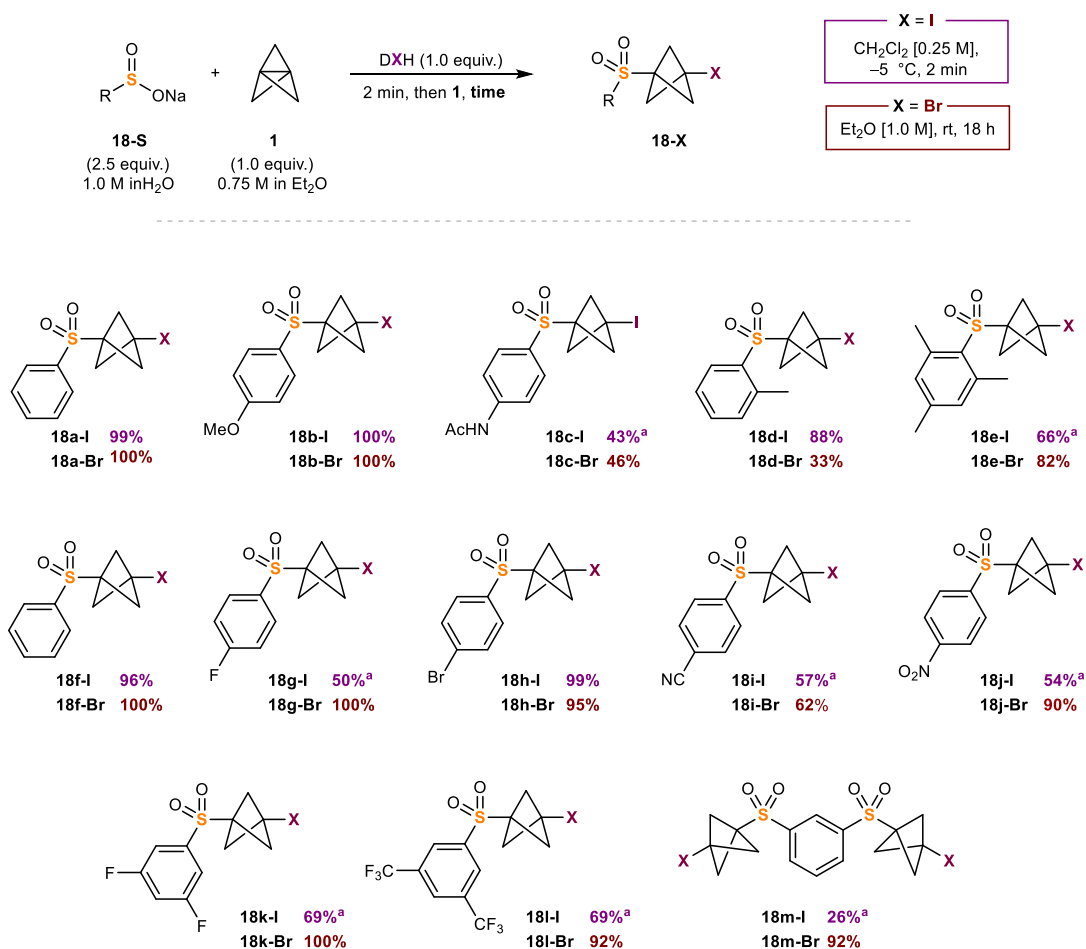 X = I
CH2Cl2 [0.25 M],
–5 °C, 2 min
X = Br
Et2O [1.0 M], rt, 18 h
O
S
R
ONa
+
DXH (1.0 equiv.)
2 min, then 1, time
O
O
S
R
X
18-S
(2.5 equiv.)
1.0 M inH2O
1
(1.0 equiv.)
0.75 M in Et2O
18-X
O
O
S
X
18a-I 99%
18a-Br 100%
O
O
S
X
MeO
18b-I 100%
18b-Br 100%
O
O
S
I
AcHN
18c-I 43%a
18c-Br 46%
O
O
S
X
18d-I 88%
18d-Br 33%
O
O
S
X
18e-I 66%a
18e-Br 82%
O
O
S
X
18f-I 96%
18f-Br 100%
O
O
S
X
F
18g-I 50%a
18g-Br 100%
O
O
S
X
Br
18h-I 99%
18h-Br 95%
O
O
S
X
NC
18i-I 57%a
18i-Br 62%
O
O
S
X
O2N
18j-I 54%a
18j-Br 90%
O
O
S
X
F
F
18k-I 69%a
18k-Br 100%
O
O
S
X
F3C
CF3
18l-I 69%a
18l-Br 92%
O
O
S
O
O
S
X
X
18m-I 26%a
18m-Br 92%